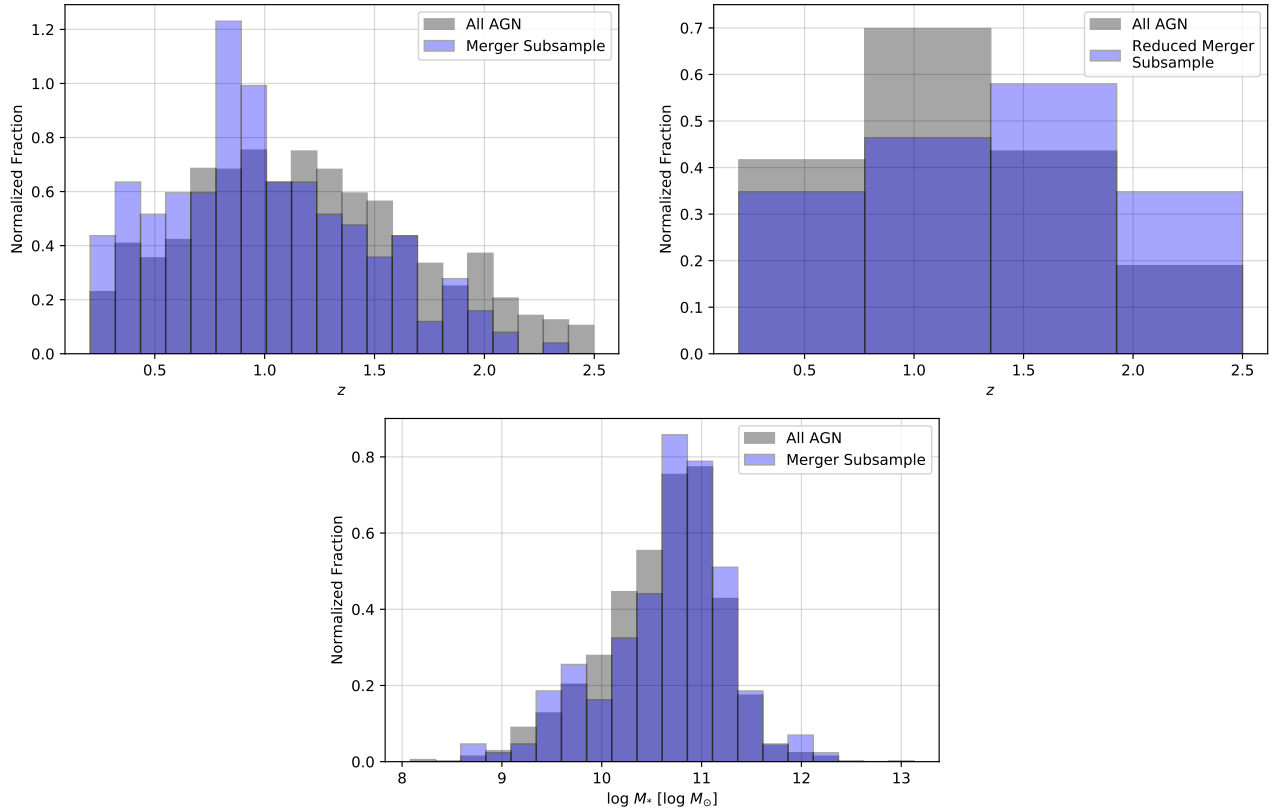 1.2
1.0
0.8
0.6
0.4
0.2
0.0
Normalized Fraction
All AGN
Merger Subsample
0.5
1.0
1.5
2.0
2.5
z
0.7
0.6
0.5
0.4
0.3
0.2
0.1
0.0
Normalized Fraction
All AGN
Reduced Merger
Subsample
0.5
1.0
1.5
2.0
2.5
z
0.8
0.6
0.4
0.2
0.0
Normalized Fraction
All AGN
Merger Subsample
8
9
10
11
12
13
log M* [log M⊙]